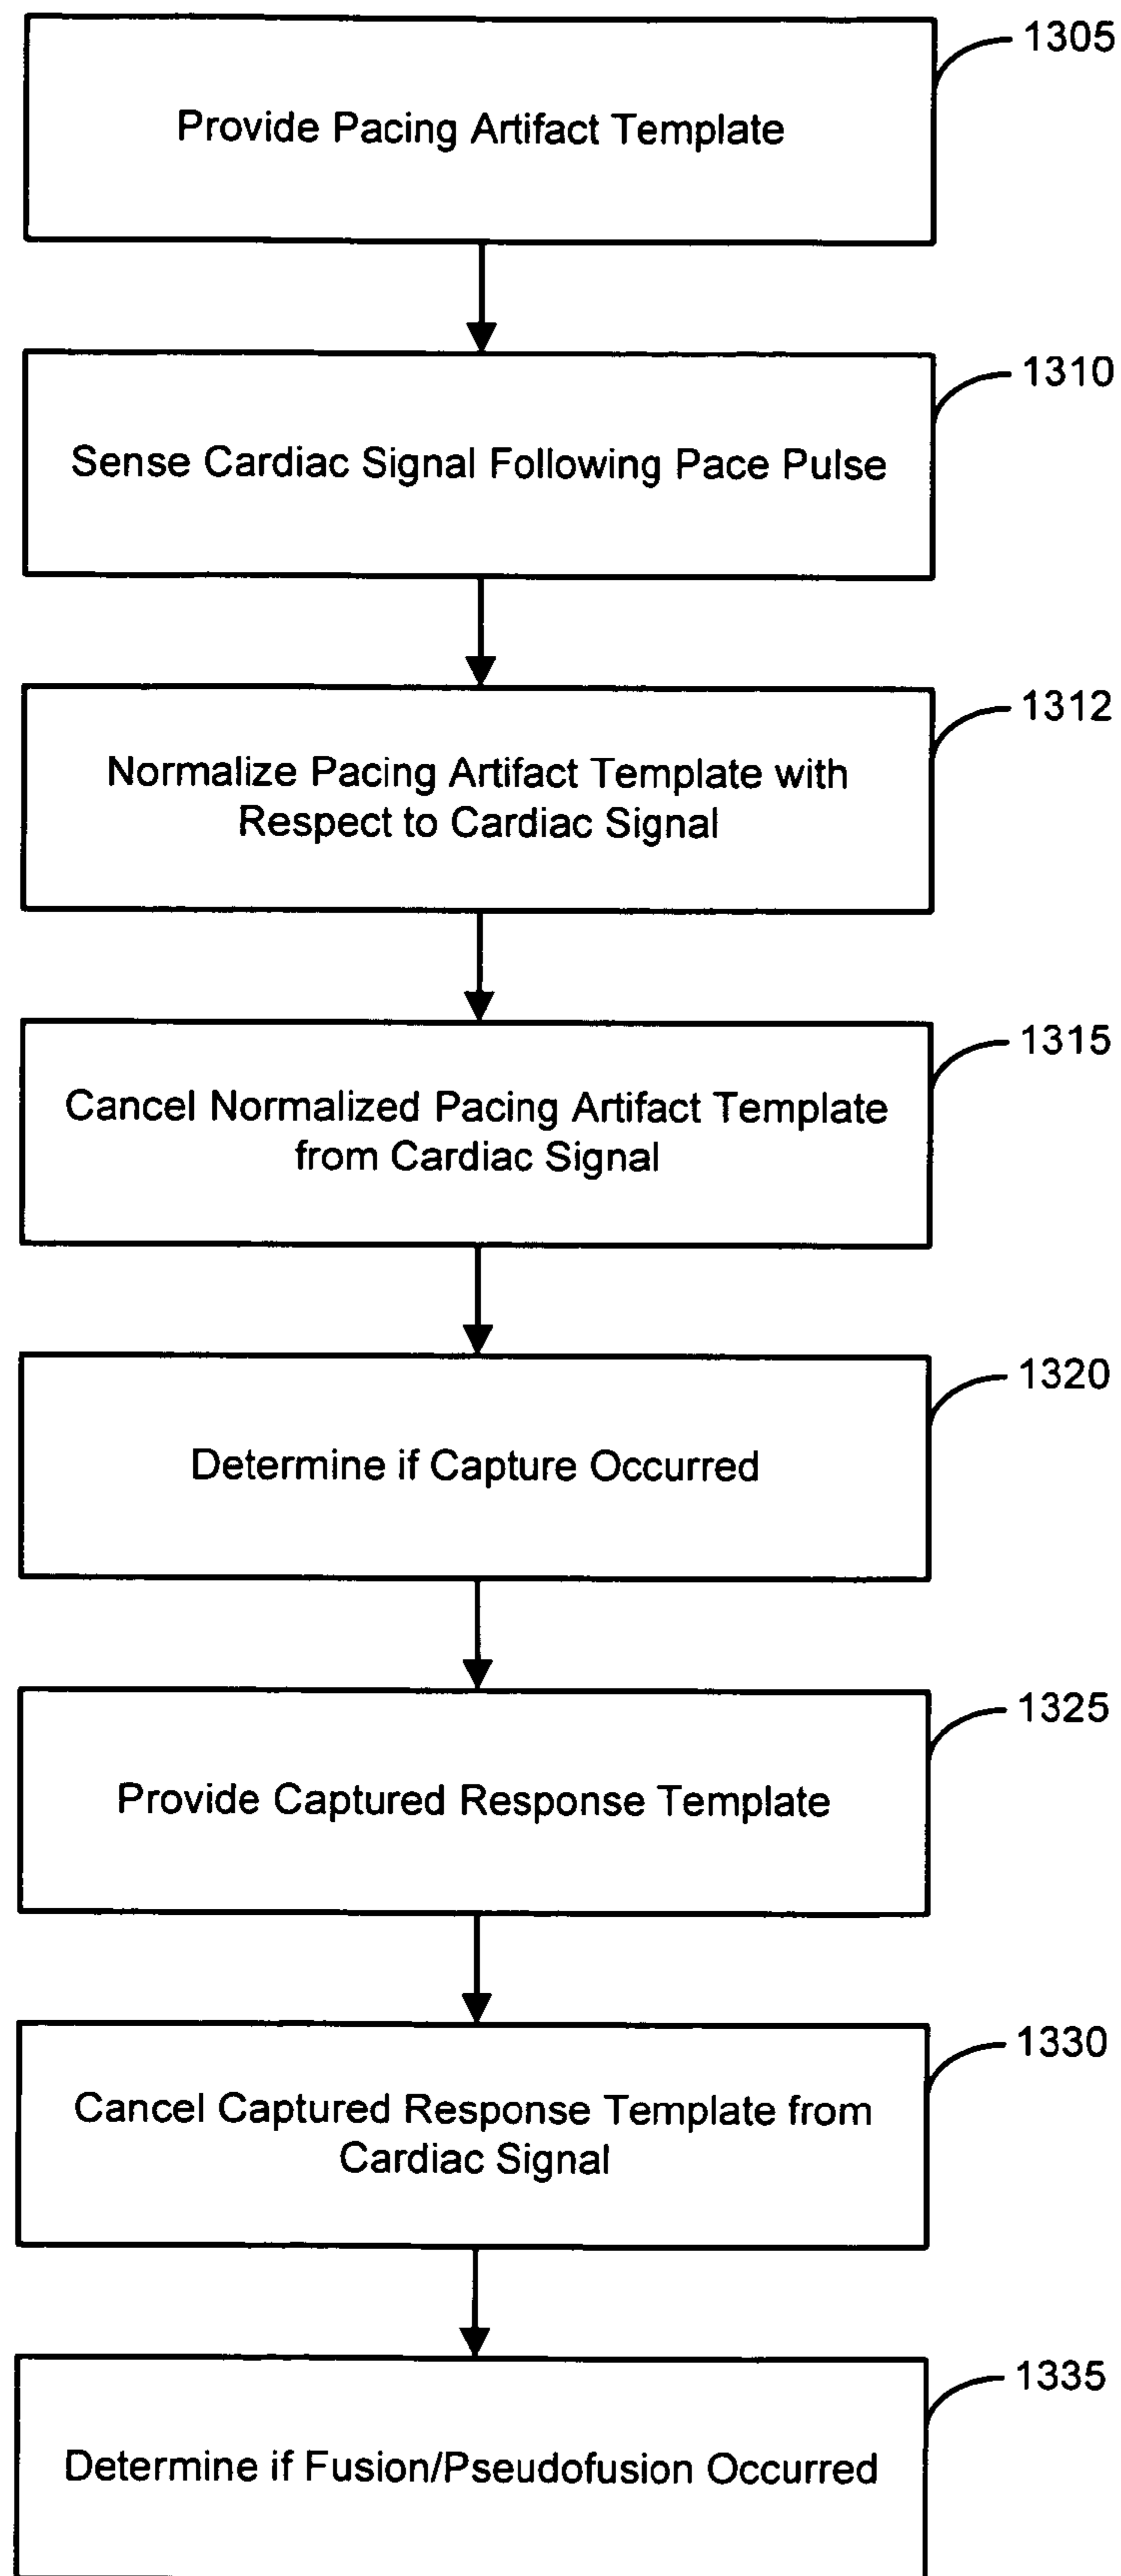 1305
Provide Pacing Artifact Template
1310
Sense Cardiac Signal Following Pace Pulse
1312
Normalize Pacing Artifact Template with
Respect to Cardiac Signal
1315
Cancel Normalized Pacing Artifact Template
from Cardiac Signal
1320
Determine if Capture Occurred
1325
Provide Captured Response Template
1330
Cancel Captured Response Template from
Cardiac Signal
1335
Determine if Fusion/Pseudofusion Occurred